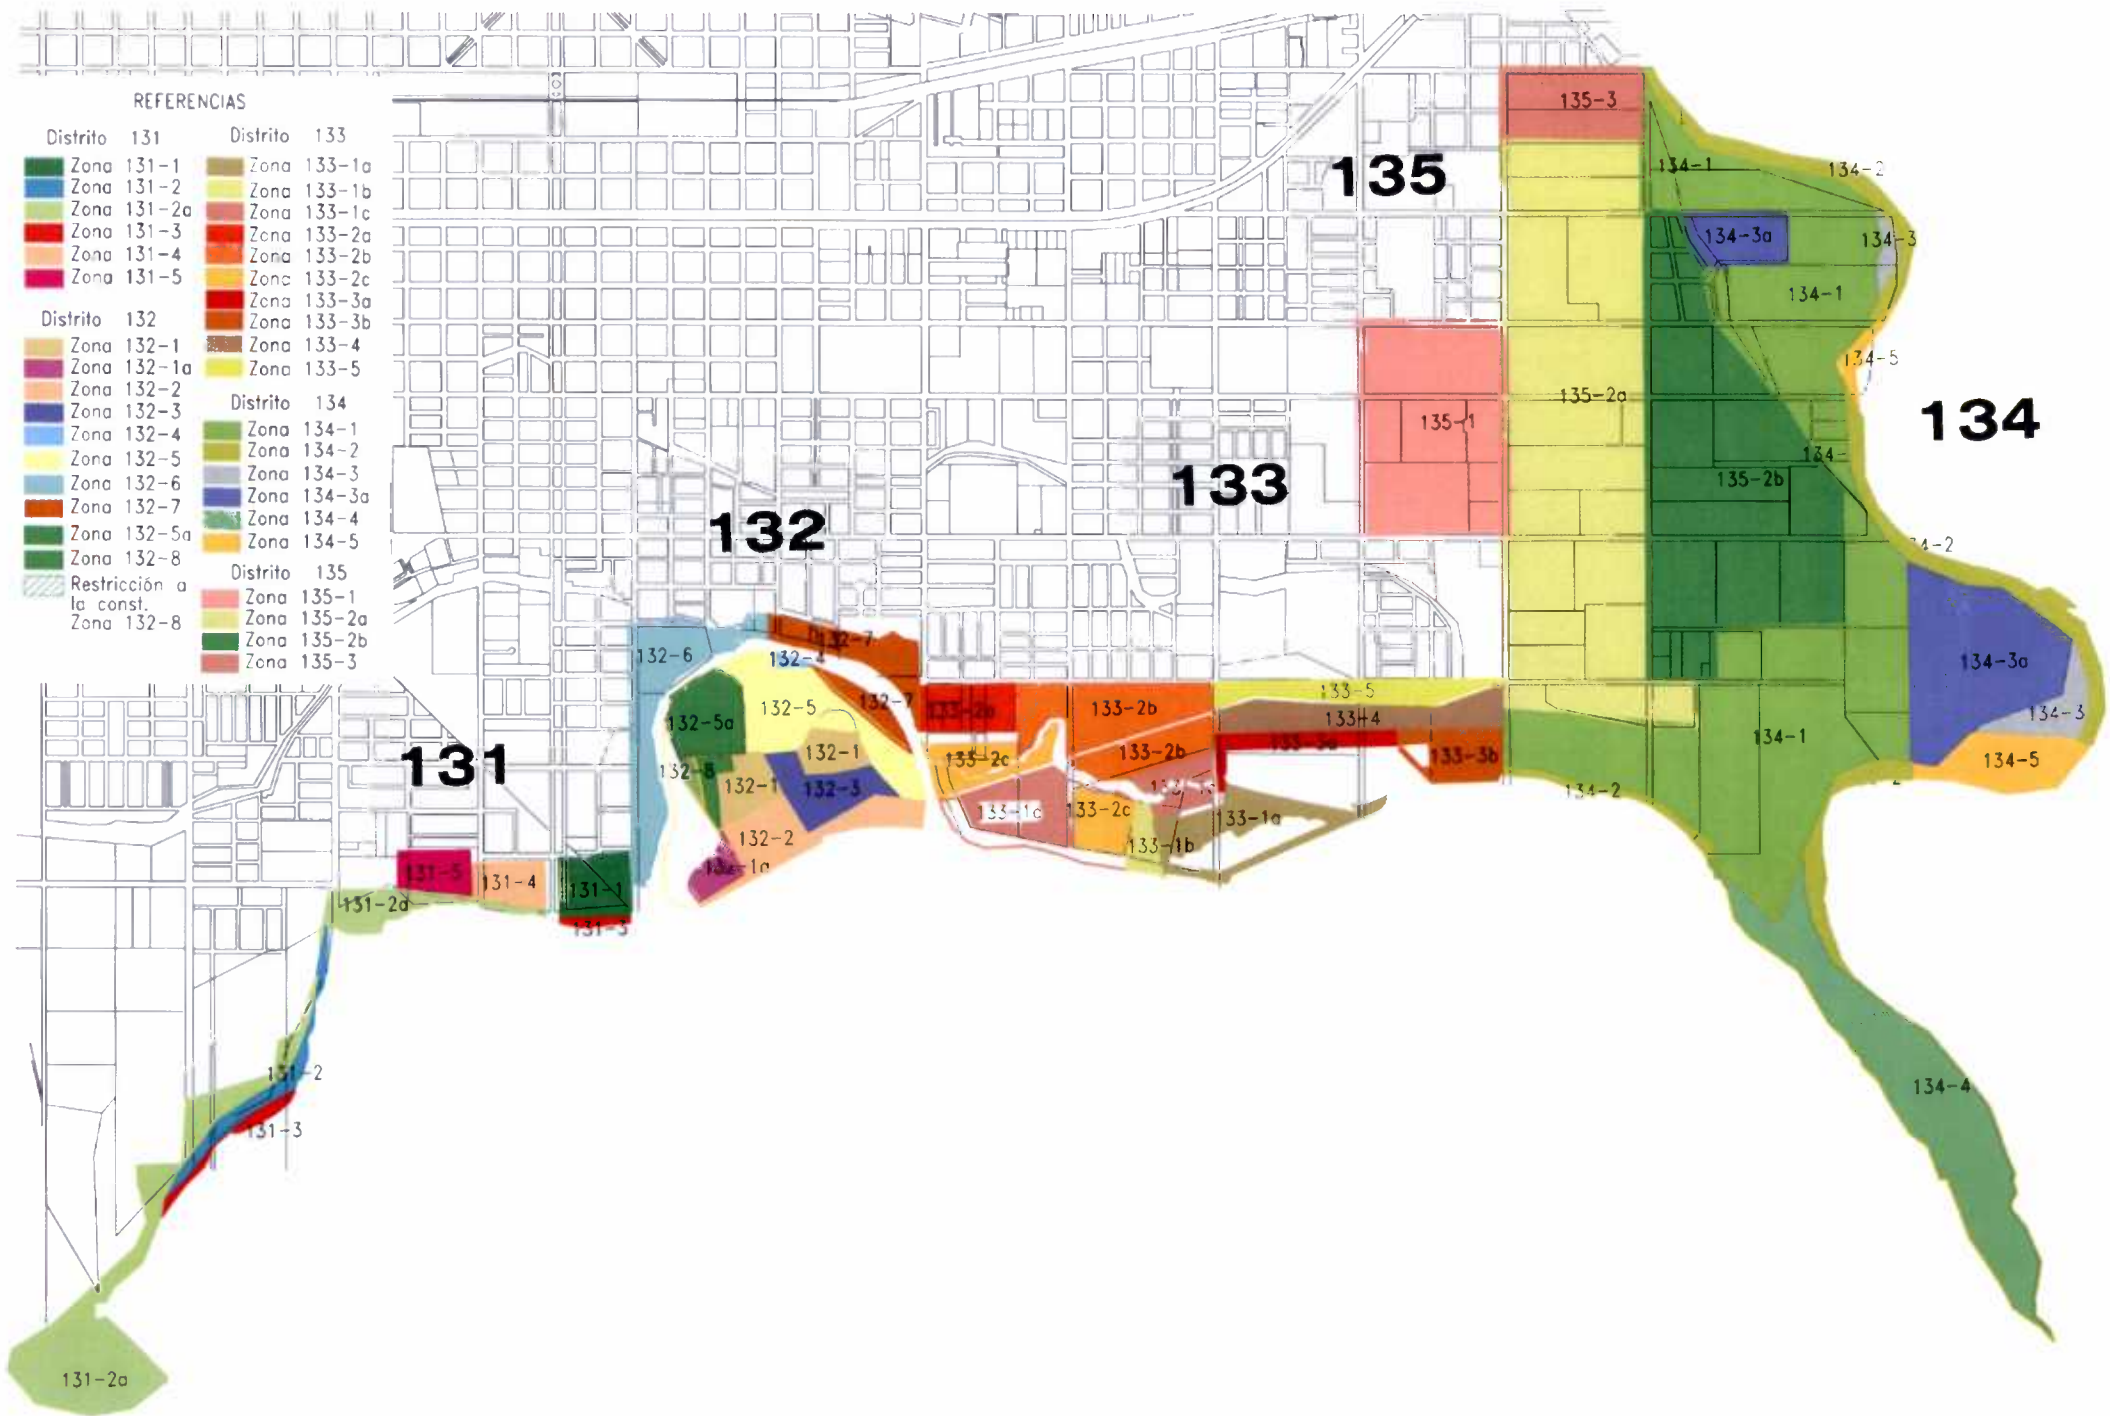 REFERENCIAS
Distrito 131
Zona 131-1
Zona 131-2
Zona 131-2a
Zona 131-3
Zona 131-4
Zona 131-5
Distrito 132
Zona 132-1
Zona 132-1a
Zona 132-2
Zona 132-3
Zona 132-4
Zona 132-5
Zona 132-6
Zona 132-7
Zona 132-5a
Zona 132-8
Restricción a
la const.
Zona 132-8
Distrito 133
Zona 133-1a
Zona 133-1b
Zona 133-1c
Zona 133-2a
Zona 133-2b
Zona 133-2c
Zona 133-3a
Zona 133-3b
Zona 133-4
Zona 133-5
Distrito 134
Zona 134-1
Zona 134-2
Zona 134-3
Zona 134-3a
Zona 134-4
Zona 134-5
Distrito 135
Zona 135-1
Zona 135-2a
Zona 135-2b
Zona 135-3
135-3
135
134-1
134-2
134-3a
134-3
134-1
134-5
135-2a
135-1
134
133
134-
135-2b
132
4-2
132-7
132-6
132-4
134-3a
133-5
132-7
132-5
133-2b
132-5a
133-2a
133-4
134-3
131
132-1
133-2b
133-3a
134-1
133-2c
133-3b
134-5
132-8
132-1
132-3
133-1c
134-2
2
133-1c
133-2c
133-1a
132-2
133-1b
132-1a
131-5
131-4
131-1
131-2a
131-3
131-2
134-4
131-3
131-2a